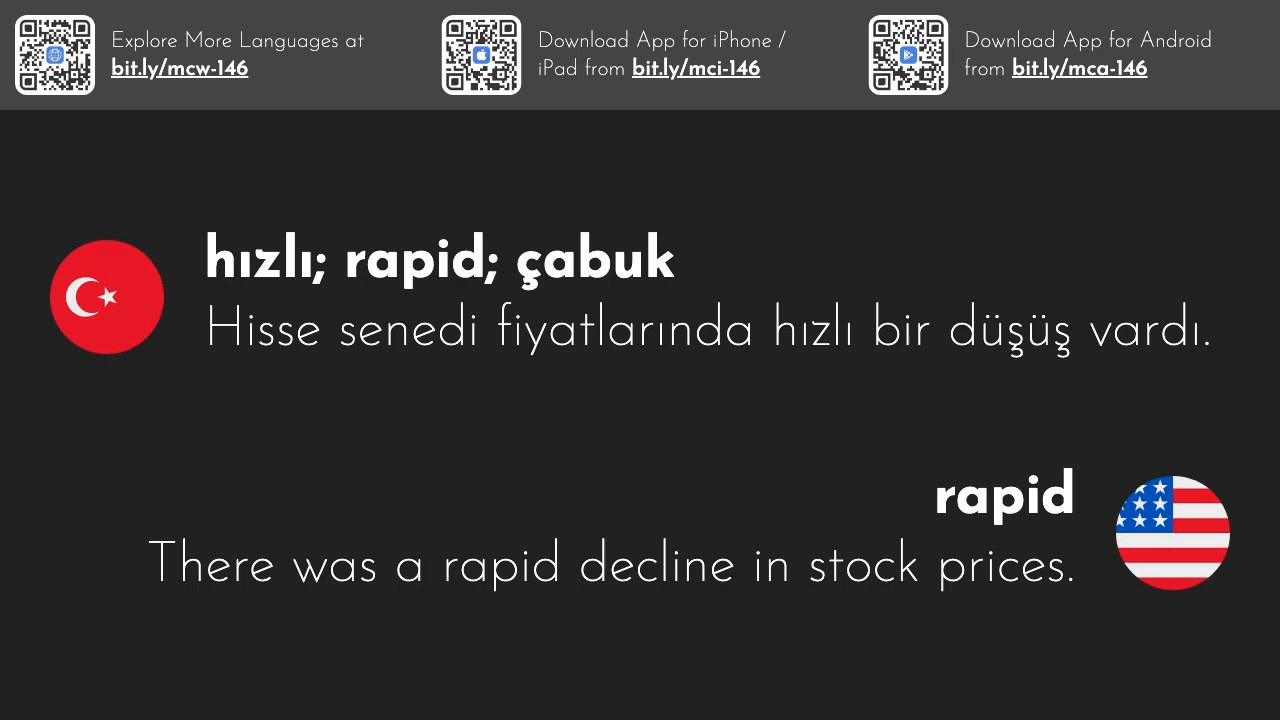 Explore More Languages at
bit.ly/mcw-146
Download App for iPhone /
iPad from bit.ly/mci-146
Download App for Android
from bit.ly/mca-146
hızlı; rapid; çabuk
Hisse senedi fiyatlarında hızlı bir düşüş vardı.
rapid
There was a rapid decline in stock prices.